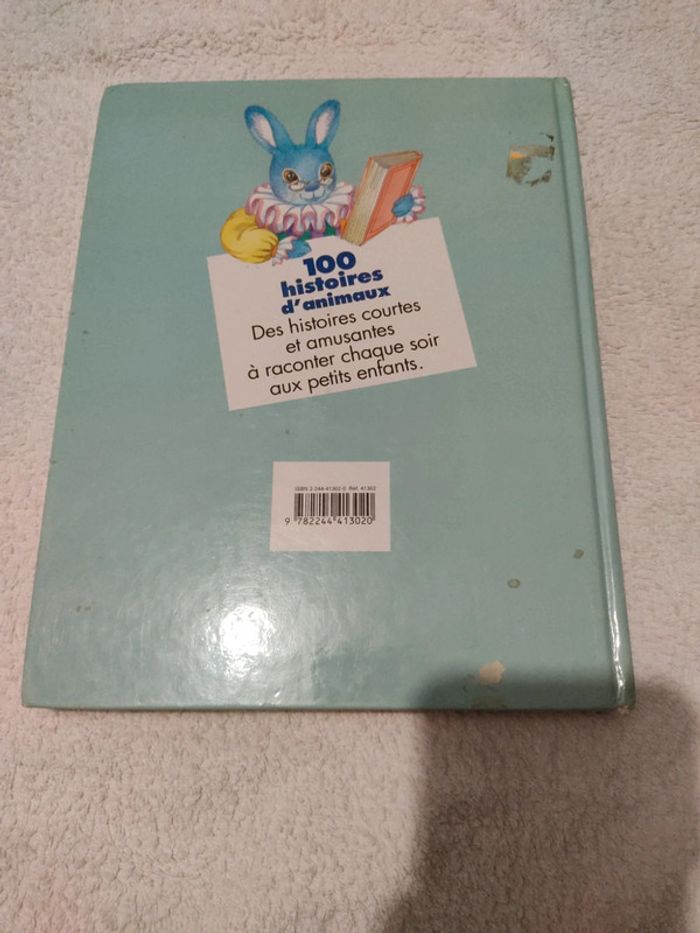 100
histoires
d'animaux
Des histoires courtes
et amusantes
à raconter chaque soir
aux petits enfants.
ISBN 2-244-41302-0 Réf. 41302
9 782244 413020